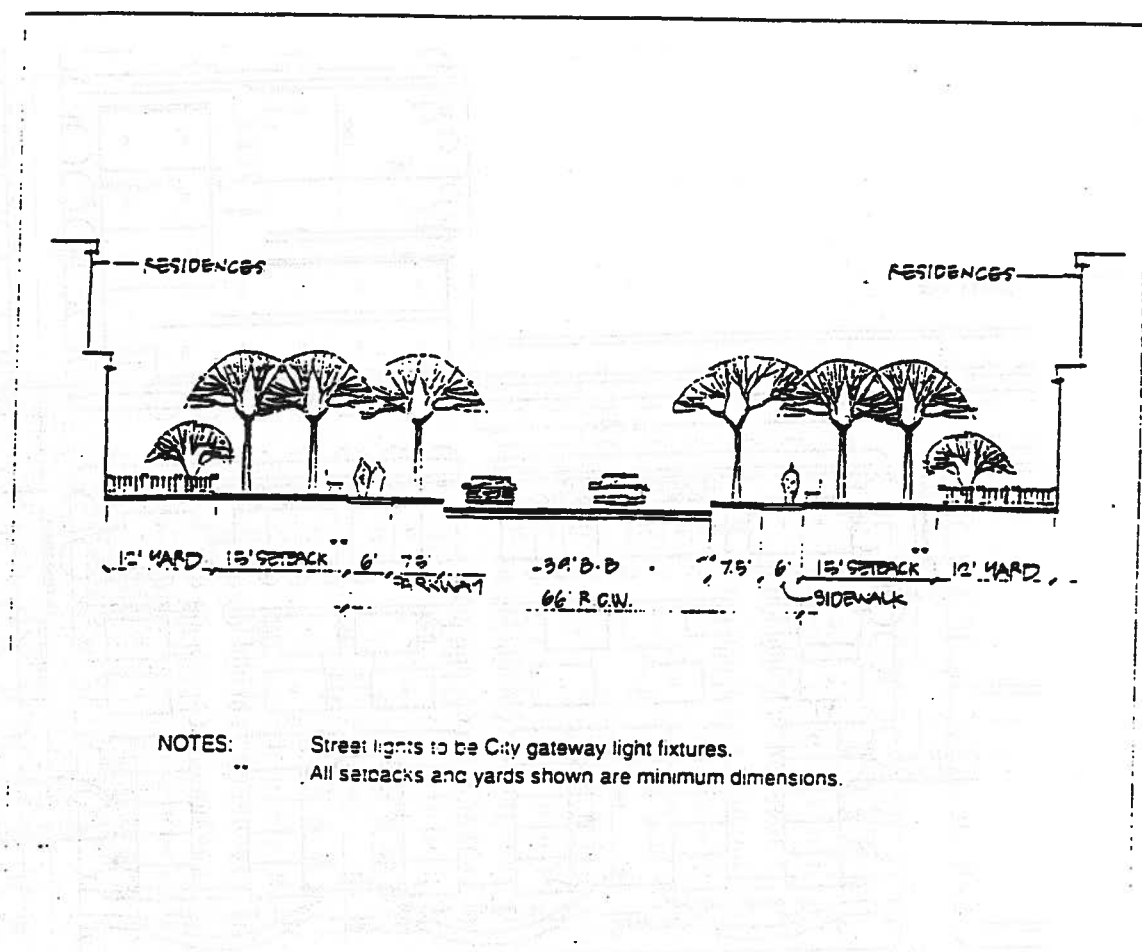 RESIDENCES
RESIDENCES
12' YARD 15' SETBACK ** 6' 7.5' 39' B-B 7.5' 6' 15' SETBACK ** 12' YARD
PARKWAY 66' R.O.W. SIDEWALK
NOTES: Street lights to be City gateway light fixtures.
** All setbacks and yards shown are minimum dimensions.